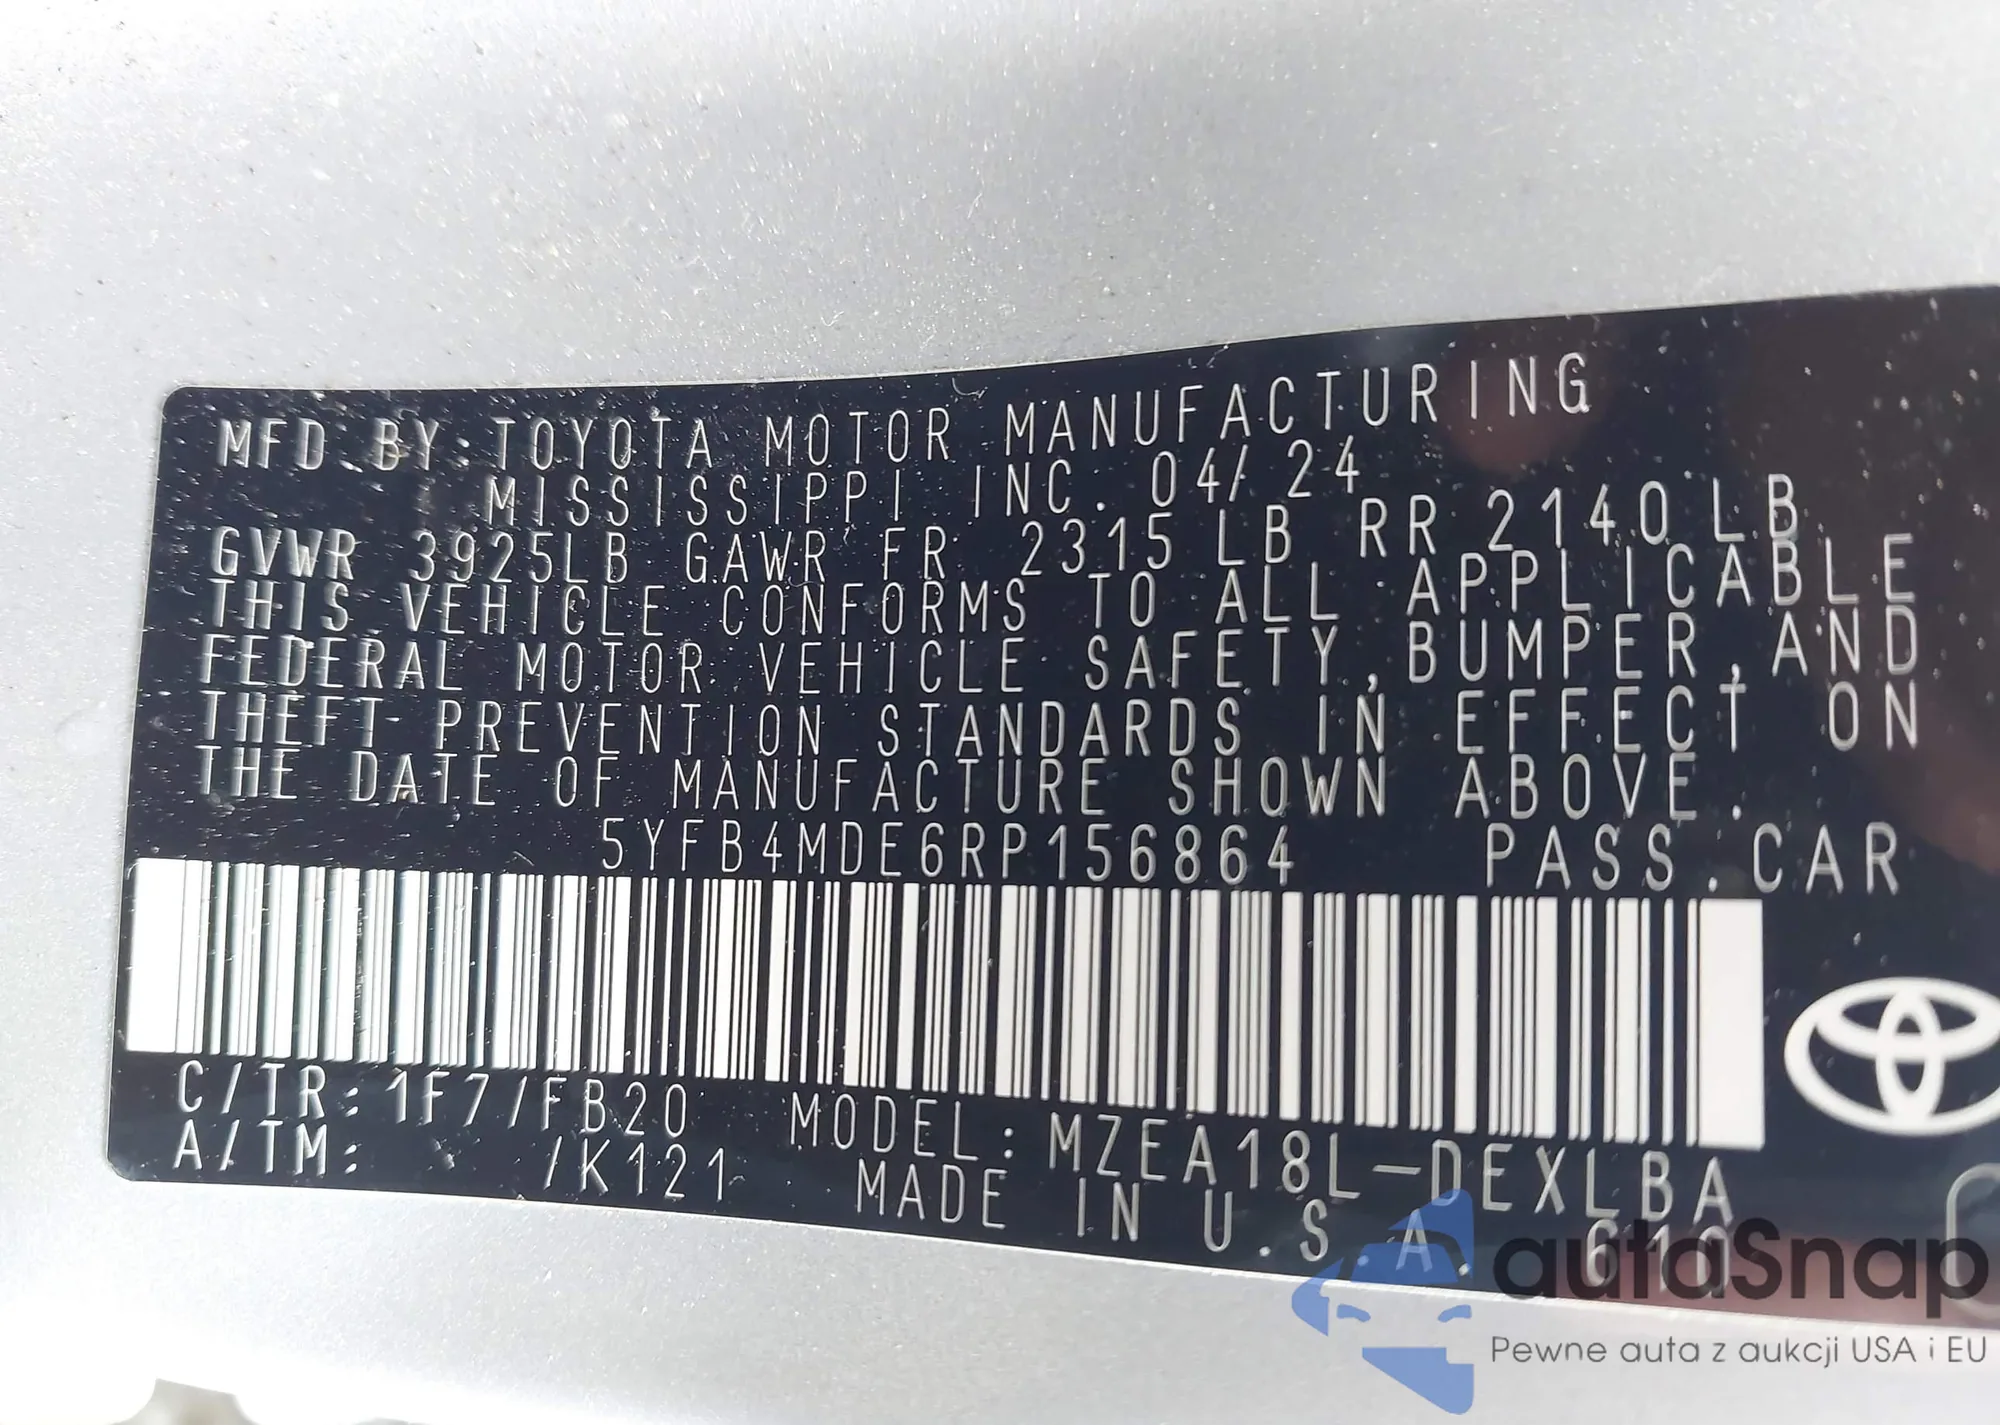 MFD. BY: TOYOTA MOTOR MANUFACTURING
MISSISSIPPI INC. 04/24
GVWR 3925LB GAWR FR 2315 LB RR 2140 LB
THIS VEHICLE CONFORMS TO ALL APPLICABLE
FEDERAL MOTOR VEHICLE SAFETY, BUMPER, AND
THEFT PREVENTION STANDARDS IN EFFECT ON
THE DATE OF MANUFACTURE SHOWN ABOVE.
5YFB4MDE6RP156864 PASS. CAR
C/TR: 1F7/FB20 MODEL: MZEA18L-DEXLBA
A/TM: /K121 MADE IN U.S.A. 610
autaSnap
Pewne auta z aukcji USA i EU